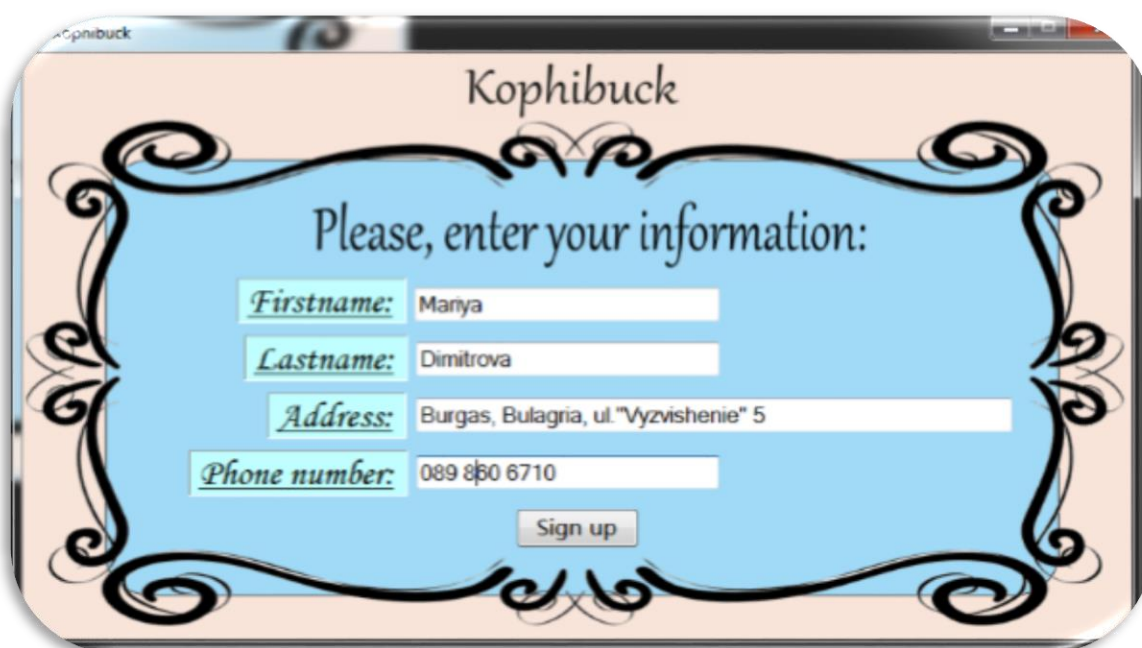 Kophibuck
Kophibuck
Please, enter your information:
Firstname: Mariya
Lastname: Dimitrova
Address: Burgas, Bulagria, ul."Vyzvishenie" 5
Phone number: 089 860 6710
Sign up